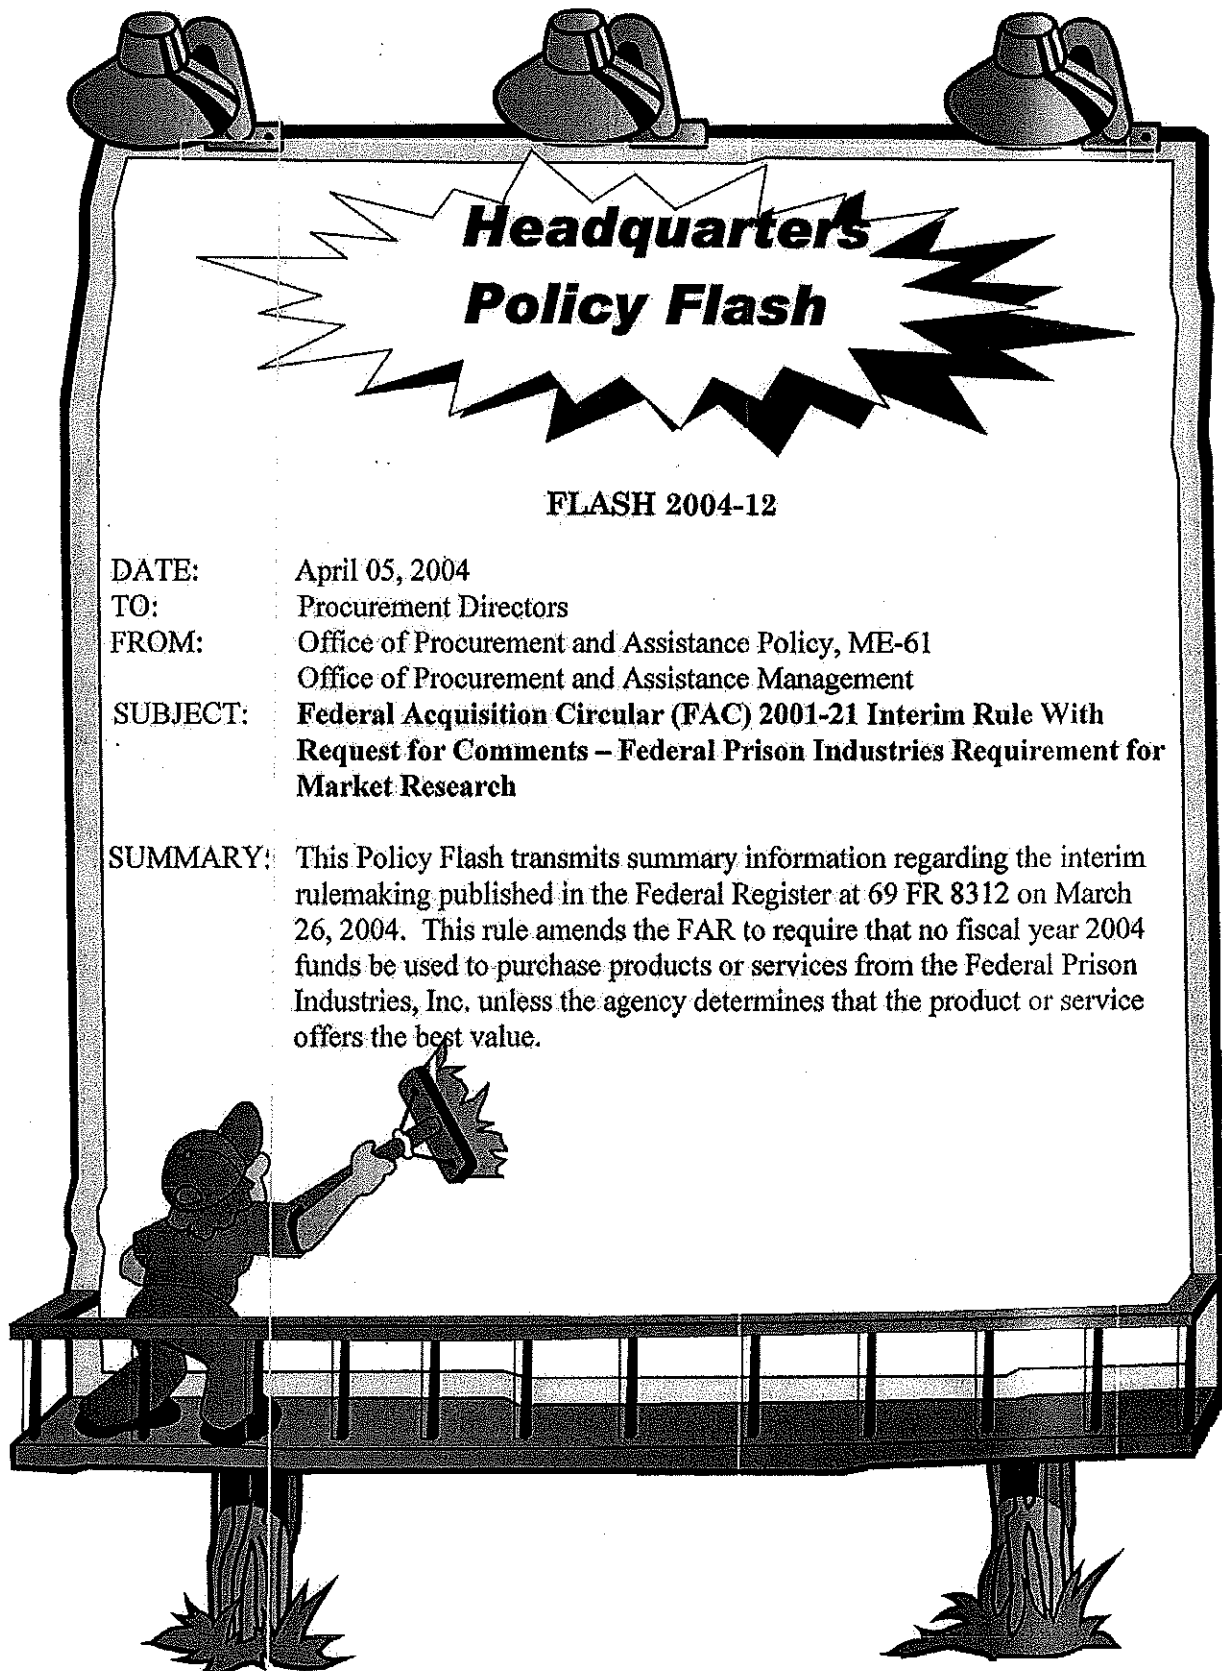 Headquarters
Policy Flash
FLASH 2004-12
DATE: April 05, 2004
TO: Procurement Directors
FROM: Office of Procurement and Assistance Policy, ME-61
Office of Procurement and Assistance Management
SUBJECT: Federal Acquisition Circular (FAC) 2001-21 Interim Rule With
Request for Comments – Federal Prison Industries Requirement for
Market Research
SUMMARY: This Policy Flash transmits summary information regarding the interim
rulemaking published in the Federal Register at 69 FR 8312 on March
26, 2004. This rule amends the FAR to require that no fiscal year 2004
funds be used to purchase products or services from the Federal Prison
Industries, Inc. unless the agency determines that the product or service
offers the best value.